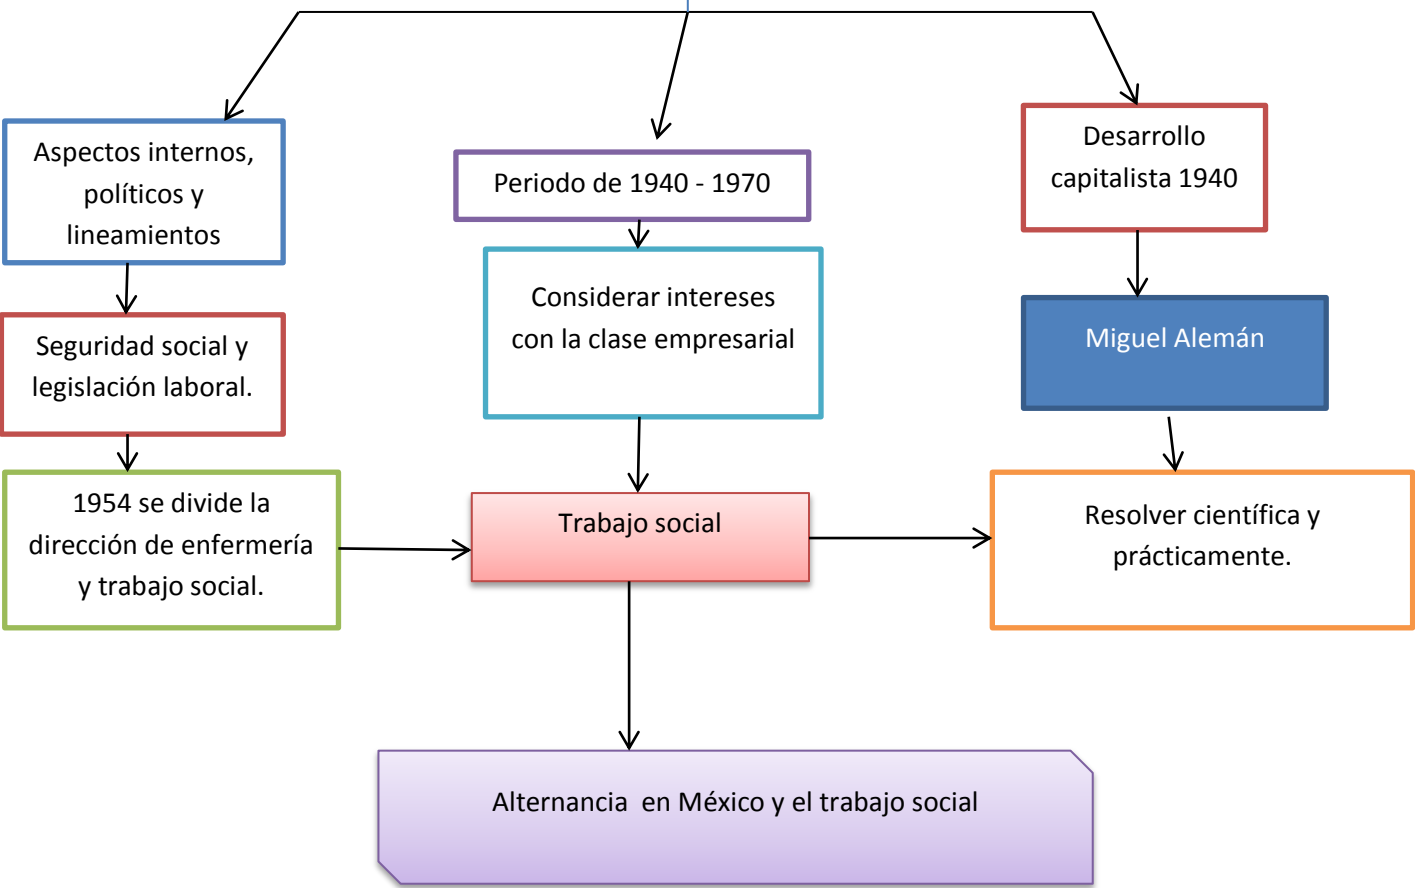 Aspectos internos,
políticos y
lineamientos
Periodo de 1940 - 1970
Desarrollo
capitalista 1940
Seguridad social y
legislación laboral.
Considerar intereses
con la clase empresarial
Miguel Alemán
1954 se divide la
dirección de enfermería
y trabajo social.
Trabajo social
Resolver científica y
prácticamente.
Alternancia  en México y el trabajo social